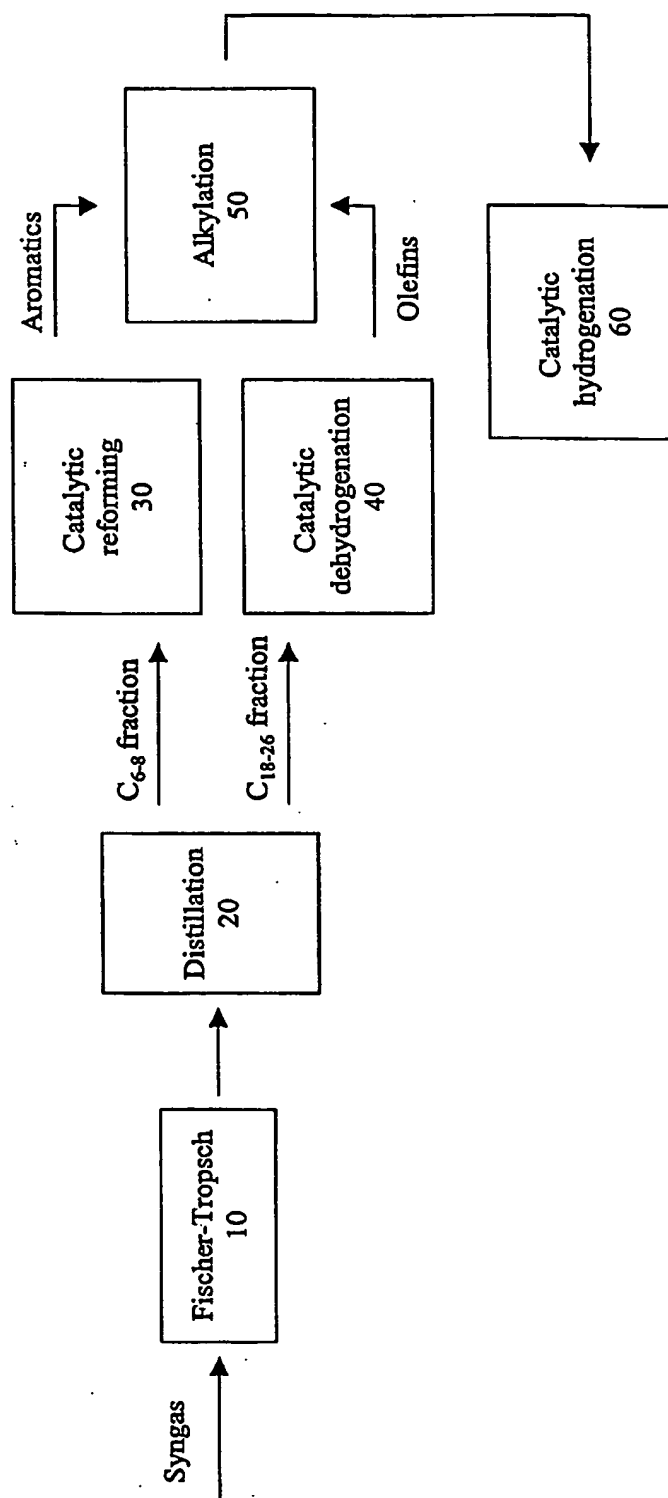 Syngas
Fischer-Tropsch
10
Distillation
20
C6-8 fraction
C18-26 fraction
Catalytic
reforming
30
Catalytic
dehydrogenation
40
Aromatics
Olefins
Alkylation
50
Catalytic
hydrogenation
60